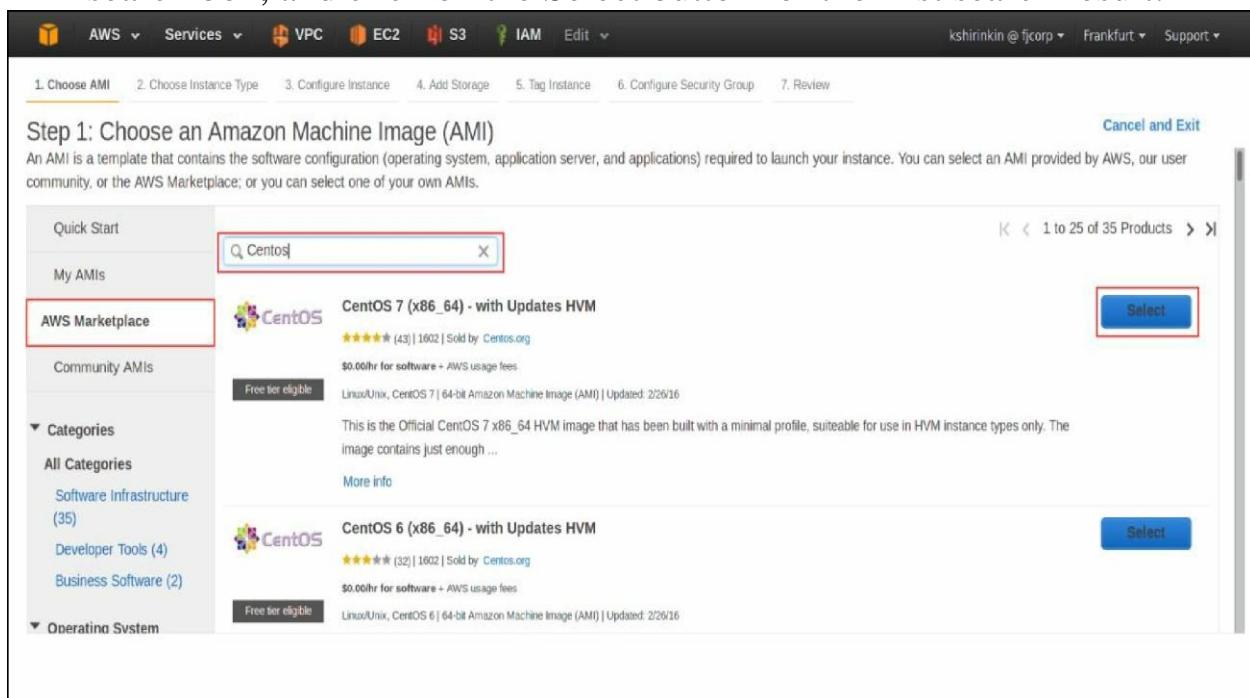 AWS Services VPC EC2 S3 IAM Edit kshirinkin @ fjcorp Frankfurt Support
1. Choose AMI 2. Choose Instance Type 3. Configure Instance 4. Add Storage 5. Tag Instance 6. Configure Security Group 7. Review
Step 1: Choose an Amazon Machine Image (AMI) Cancel and Exit
An AMI is a template that contains the software configuration (operating system, application server, and applications) required to launch your instance. You can select an AMI provided by AWS, our user
community, or the AWS Marketplace; or you can select one of your own AMIs.
Quick Start
My AMIs
AWS Marketplace
Community AMIs
Categories
All Categories
Software Infrastructure
(35)
Developer Tools (4)
Business Software (2)
Operating System
Centos
1 to 25 of 35 Products
CentOS
CentOS 7 (x86_64) - with Updates HVM
Select
(43) | 1602 | Sold by Centos.org
$0.00/hr for software + AWS usage fees
Free tier eligible
Linux/Unix, CentOS 7 | 64-bit Amazon Machine Image (AMI) | Updated: 2/26/16
This is the Official CentOS 7 x86_64 HVM image that has been built with a minimal profile, suiteable for use in HVM instance types only. The
image contains just enough ...
More info
CentOS
CentOS 6 (x86_64) - with Updates HVM
Select
(32) | 1602 | Sold by Centos.org
$0.00/hr for software + AWS usage fees
Free tier eligible
Linux/Unix, CentOS 6 | 64-bit Amazon Machine Image (AMI) | Updated: 2/26/16